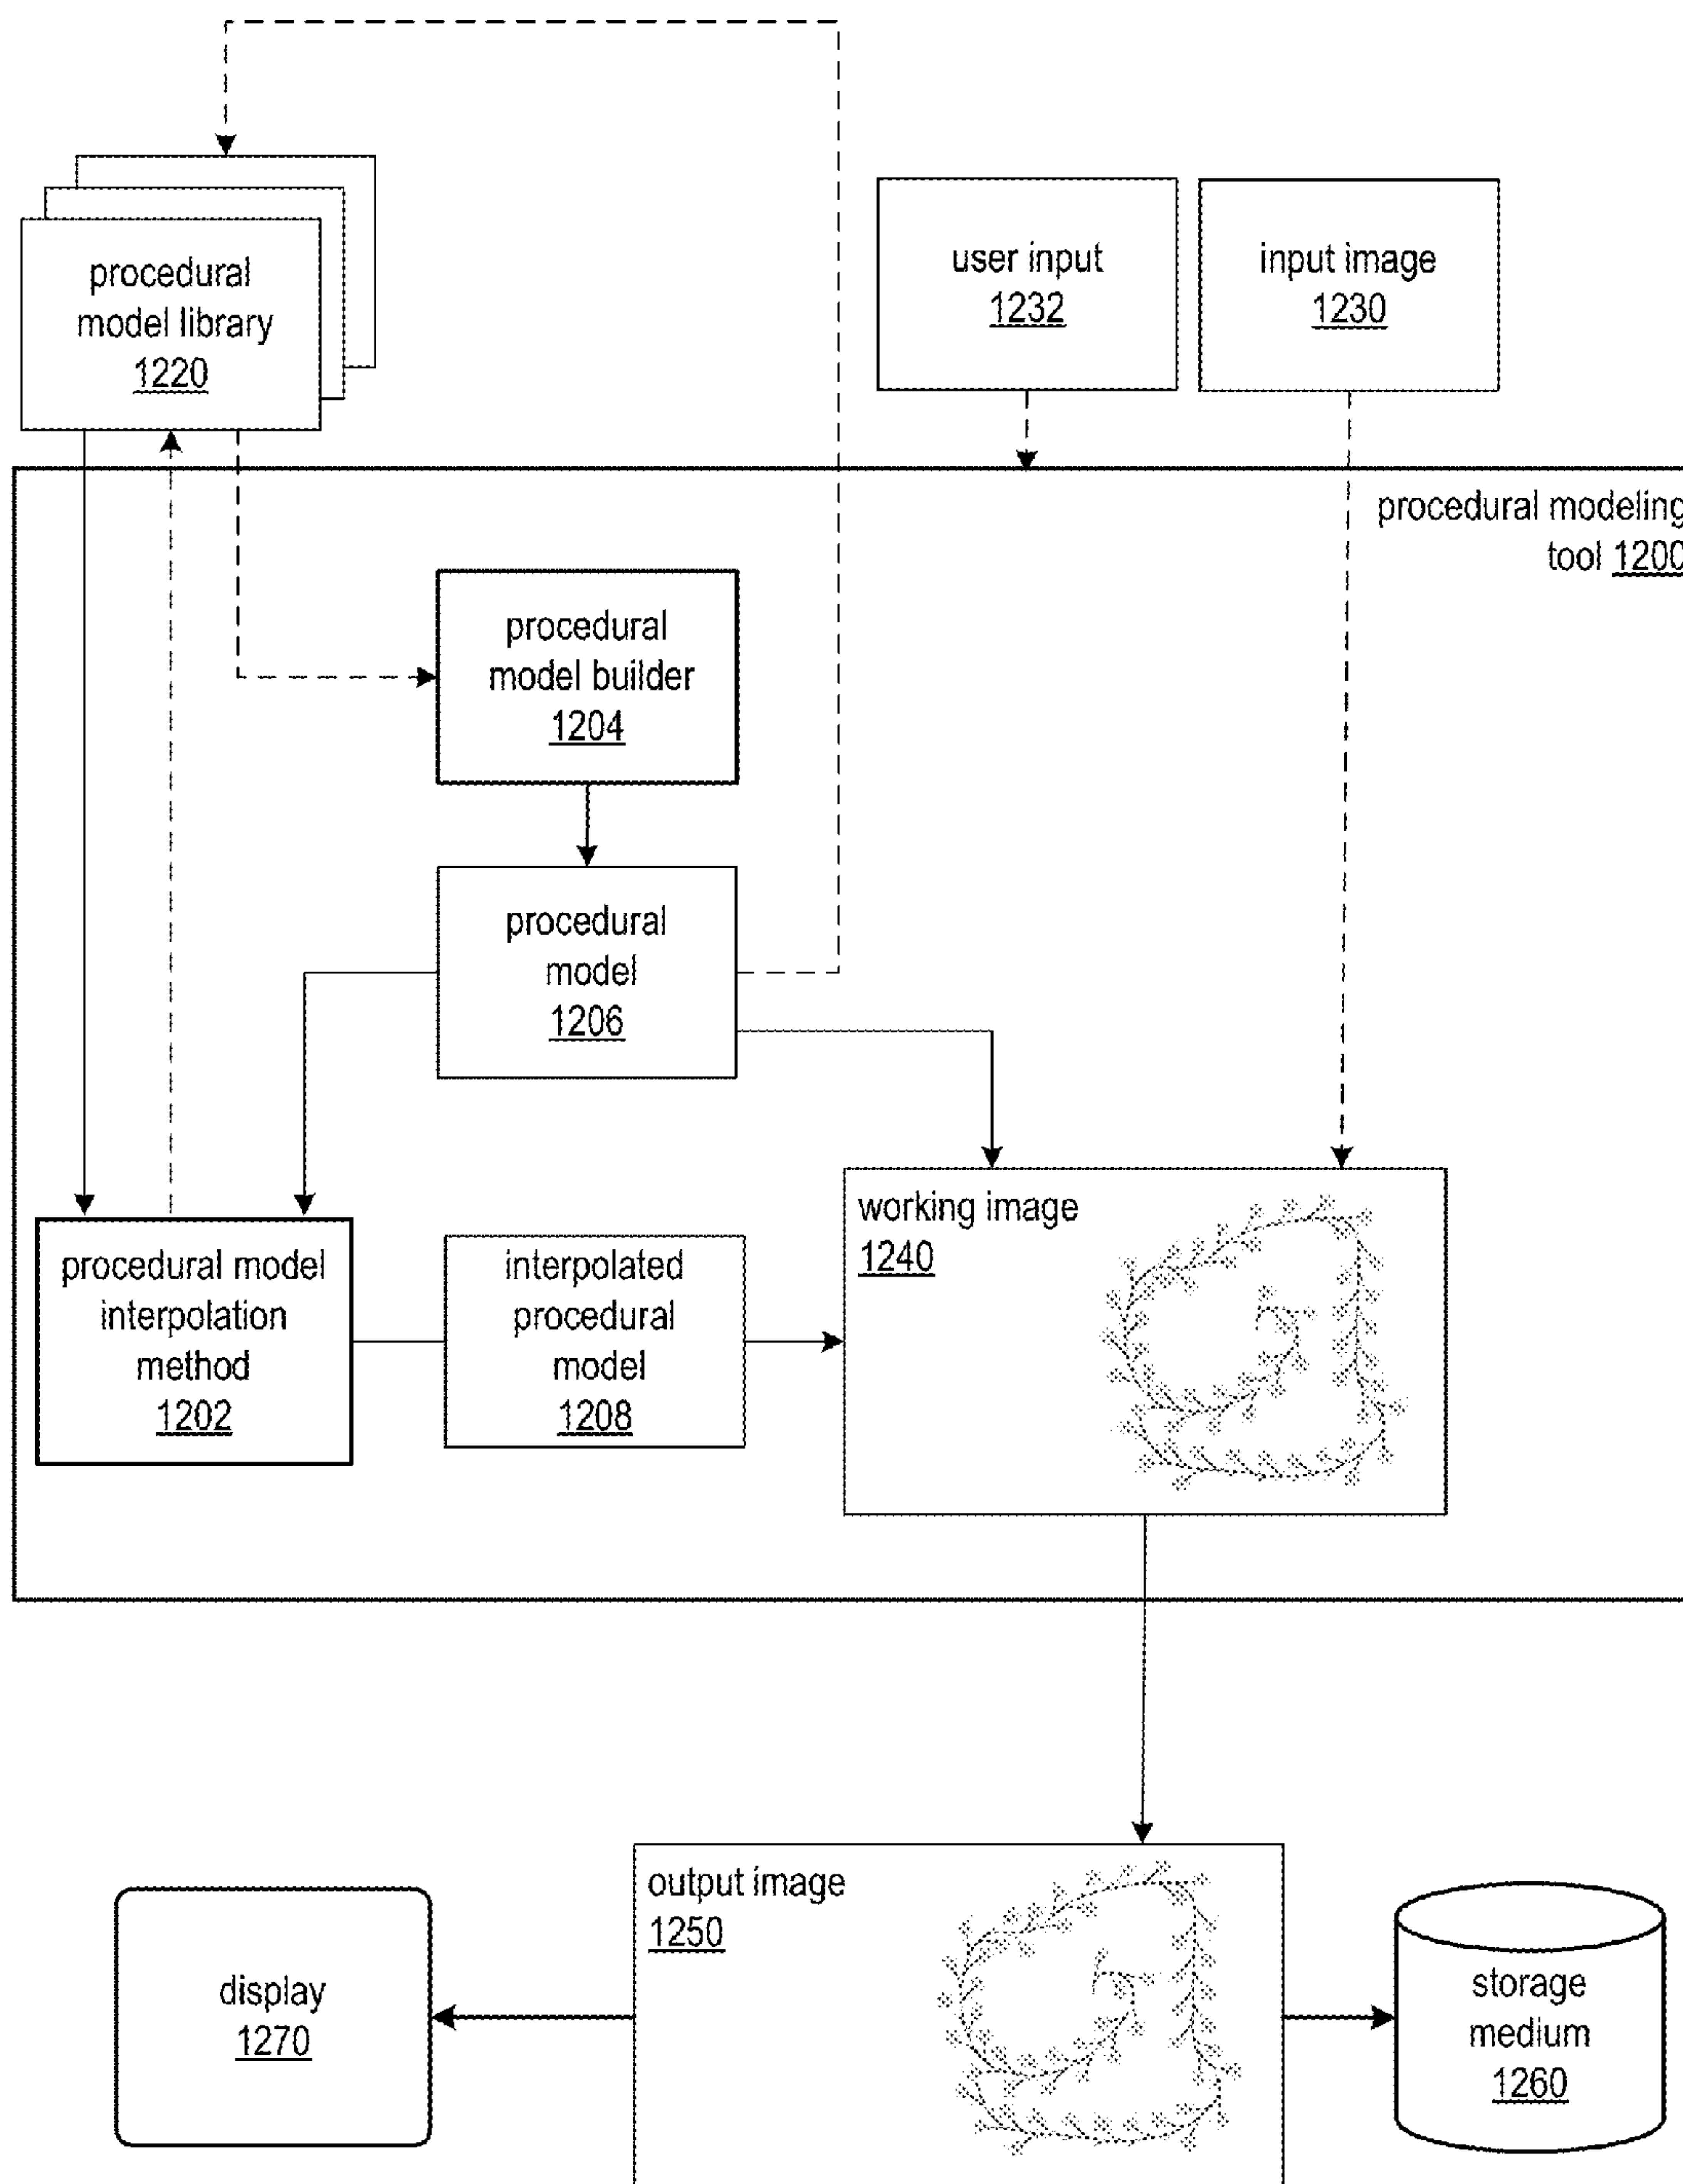 procedural
model library
1220
user input
1232
input image
1230
procedural modeling
tool 1200
procedural
model builder
1204
procedural
model
1206
working image
1240
procedural model
interpolation
method
1202
interpolated
procedural
model
1208
output image
1250
display
1270
storage
medium
1260